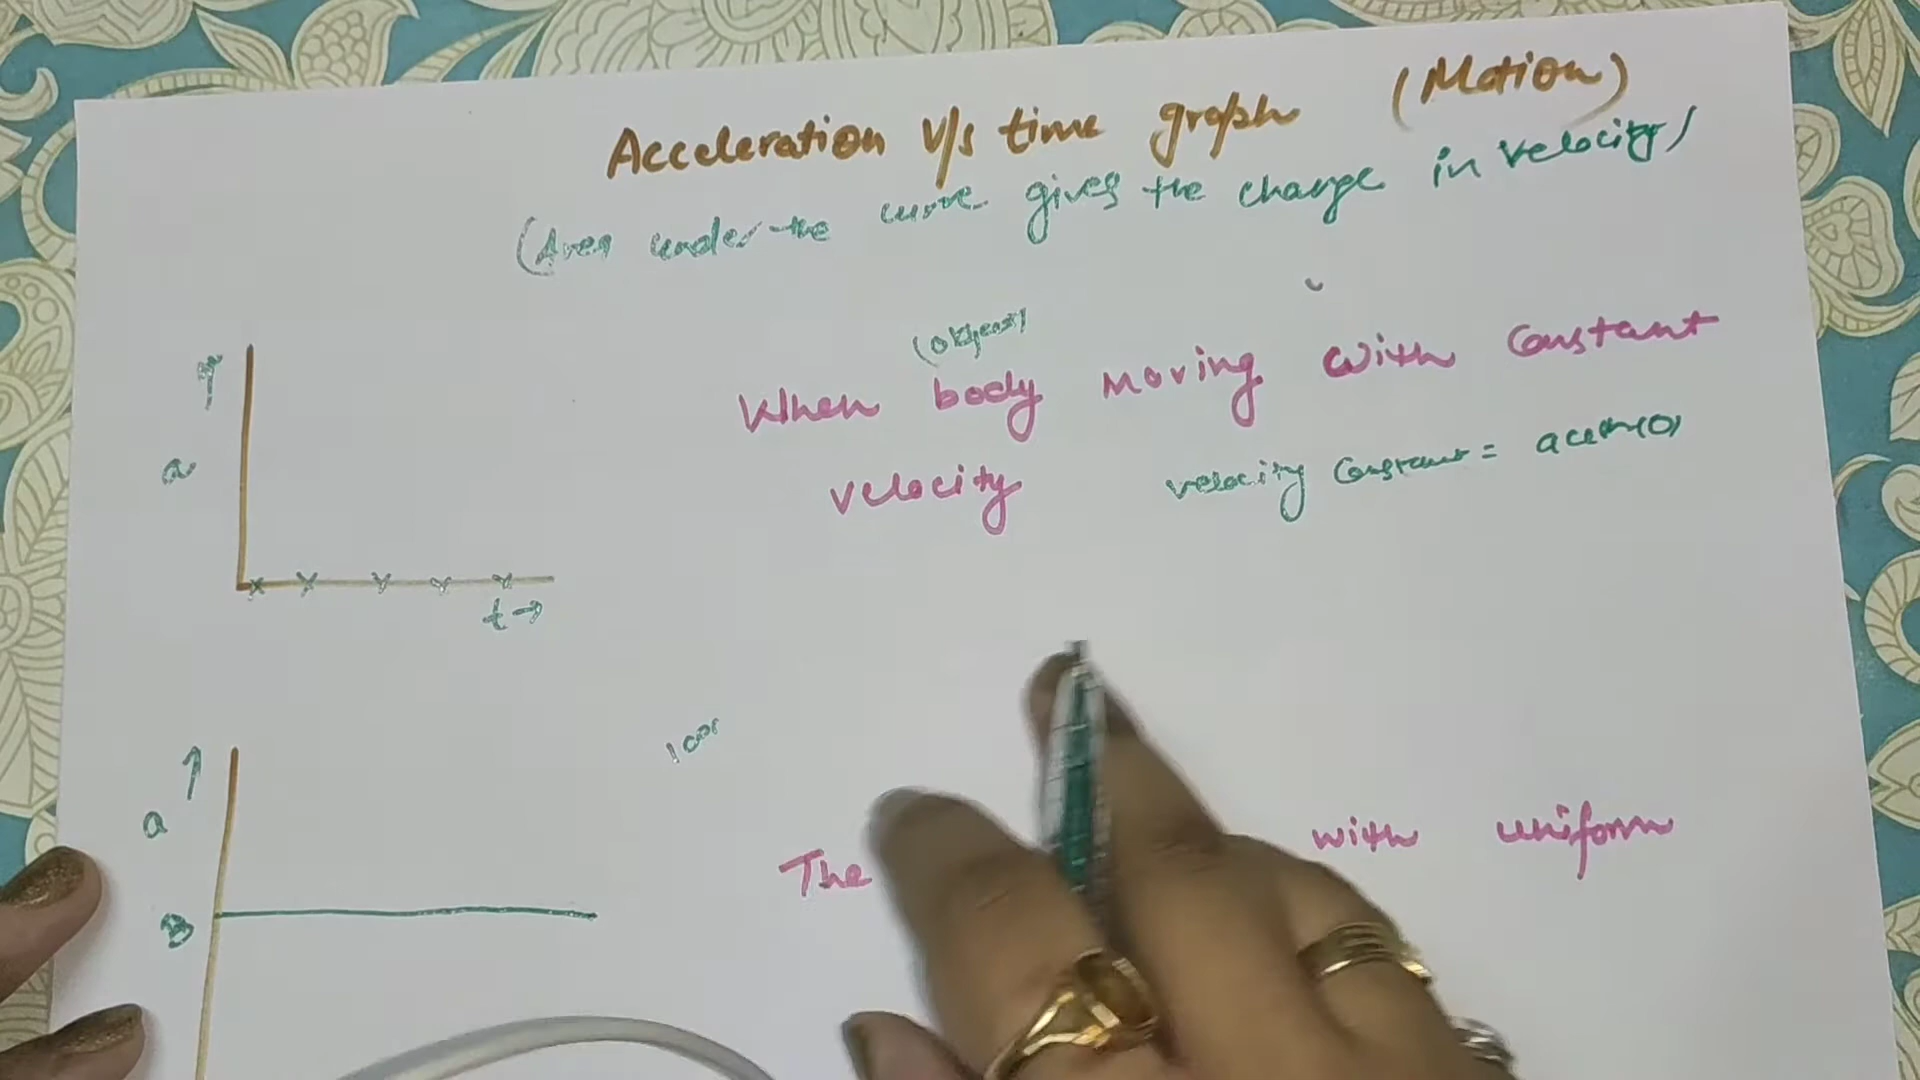 Acceleration v/s time graph (Motion)
(Area under the curve gives the change in velocity)
(object)
When body moving with constant
velocity velocity constant = accn(0)
a
t→
a
B
The with uniform